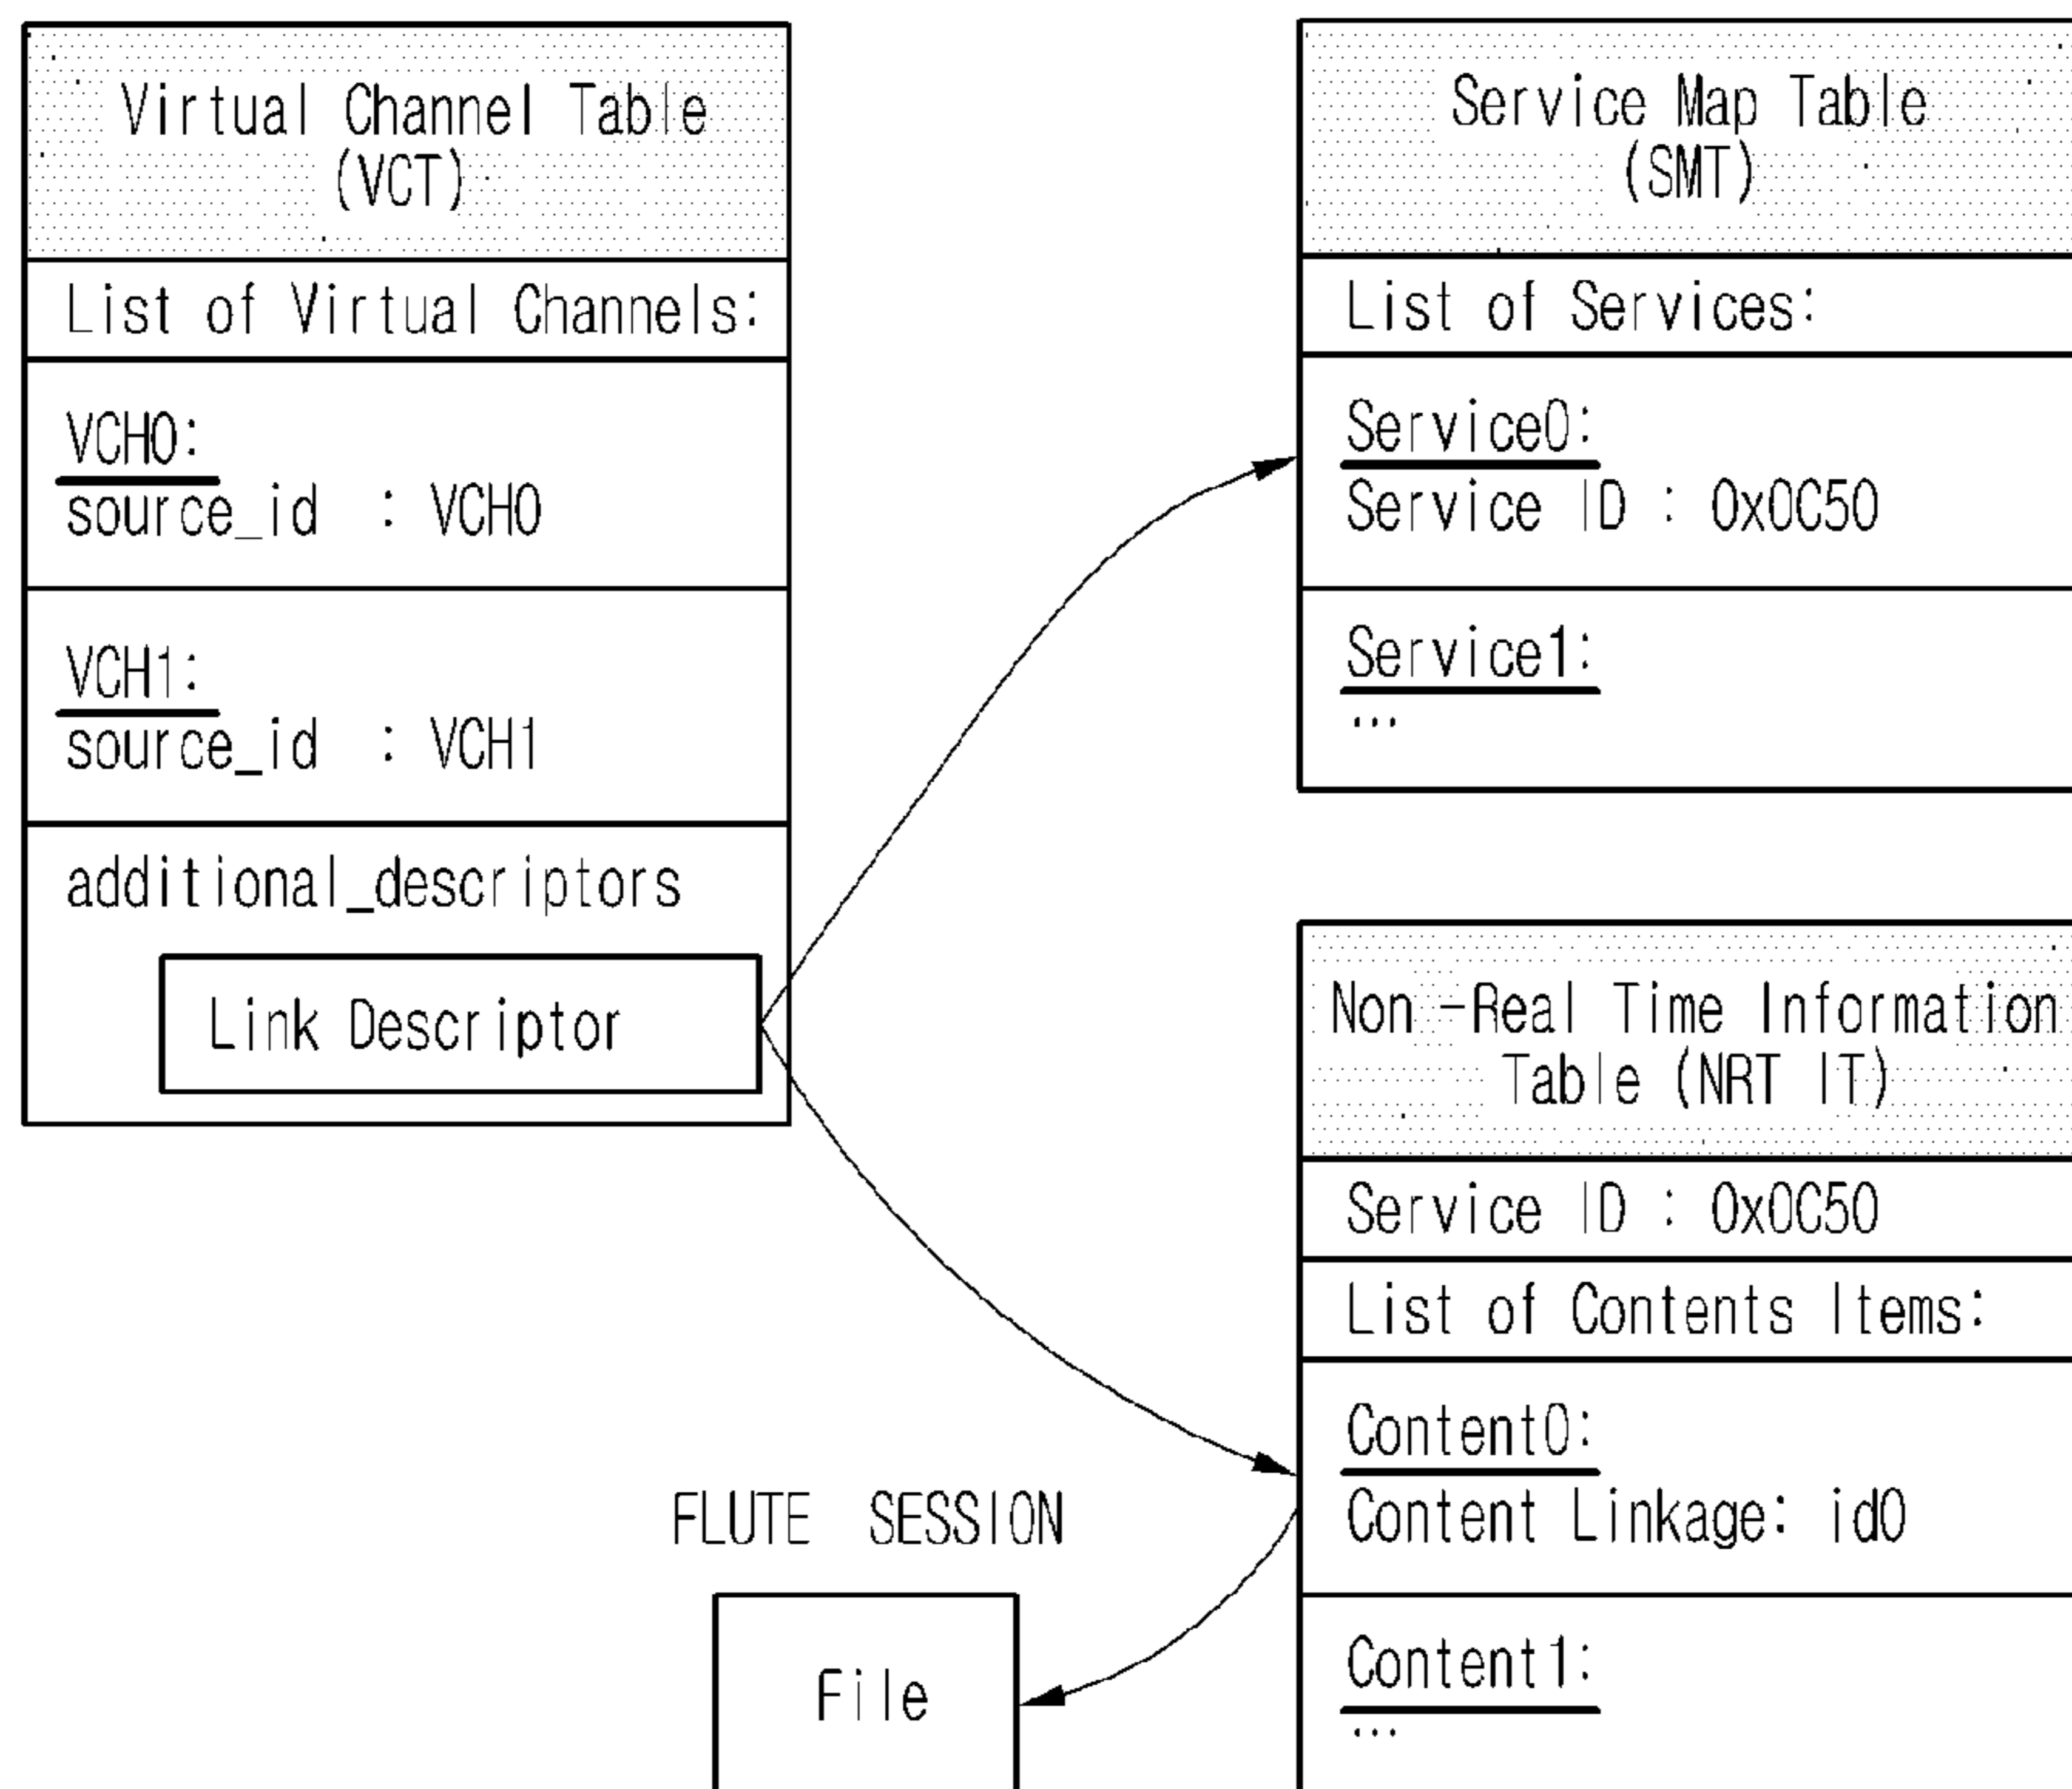 Virtual Channel Table
(VCT)
List of Virtual Channels:
VCH0:
source_id : VCH0
VCH1:
source_id : VCH1
additional_descriptors
Link Descriptor
Service Map Table
(SMT)
List of Services:
Service0:
Service ID : 0x0C50
Service1:
...
Non-Real Time Information
Table (NRT IT)
Service ID : 0x0C50
List of Contents Items:
Content0:
Content Linkage: id0
Content1:
...
FLUTE SESSION
File